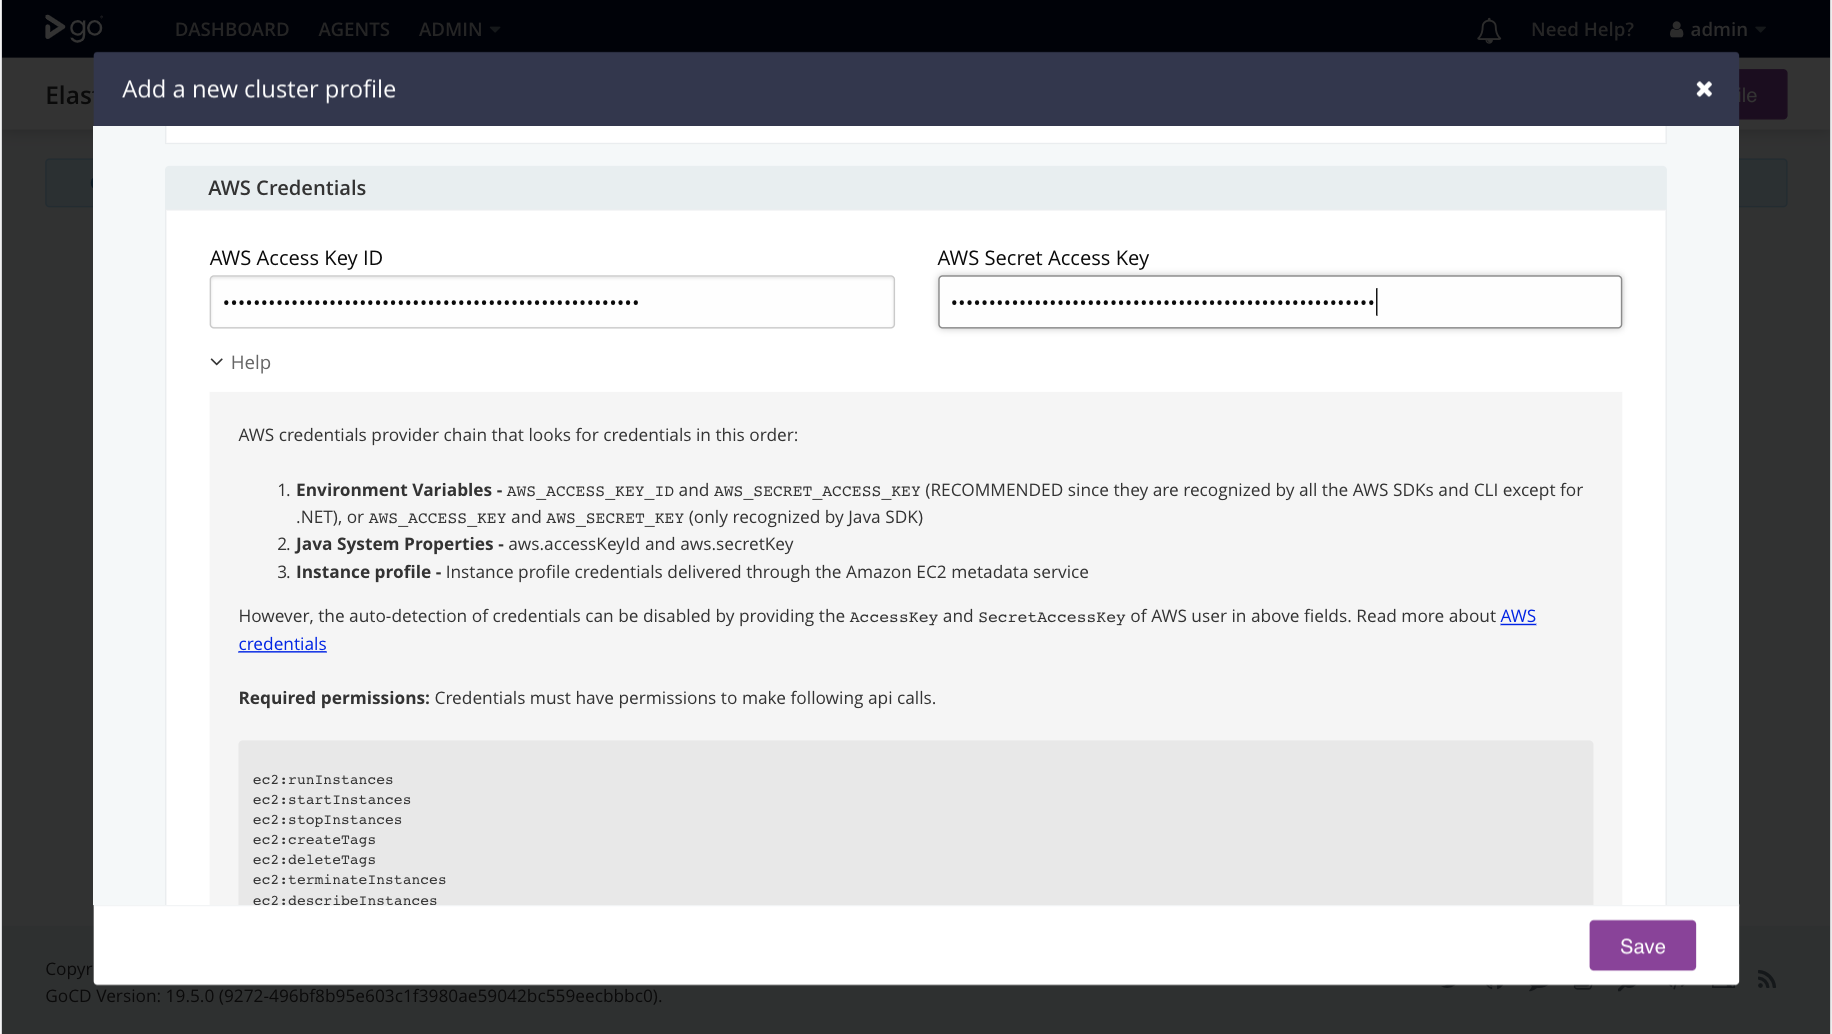 go
DASHBOARD AGENTS ADMIN
Need Help? admin
Elas
Add a new cluster profile
ile
AWS Credentials
AWS Access Key ID
AWS Secret Access Key
•••••••••••••••••••••••••••••••••••••••••••••••••••••••
••••••••••••••••••••••••••••••••••••••••••••••••••••••••
Help
AWS credentials provider chain that looks for credentials in this order:
1. Environment Variables - AWS_ACCESS_KEY_ID and AWS_SECRET_ACCESS_KEY (RECOMMENDED since they are recognized by all the AWS SDKs and CLI except for
.NET), or AWS_ACCESS_KEY and AWS_SECRET_KEY (only recognized by Java SDK)
2. Java System Properties - aws.accessKeyId and aws.secretKey
3. Instance profile - Instance profile credentials delivered through the Amazon EC2 metadata service
However, the auto-detection of credentials can be disabled by providing the AccessKey and SecretAccessKey of AWS user in above fields. Read more about AWS
credentials
Required permissions: Credentials must have permissions to make following api calls.
ec2:runInstances
ec2:startInstances
ec2:stopInstances
ec2:createTags
ec2:deleteTags
ec2:terminateInstances
ec2:describeInstances
Save
Copyr
GoCD Version: 19.5.0 (9272-496bf8b95e603c1f3980ae59042bc559eecbbbc0).